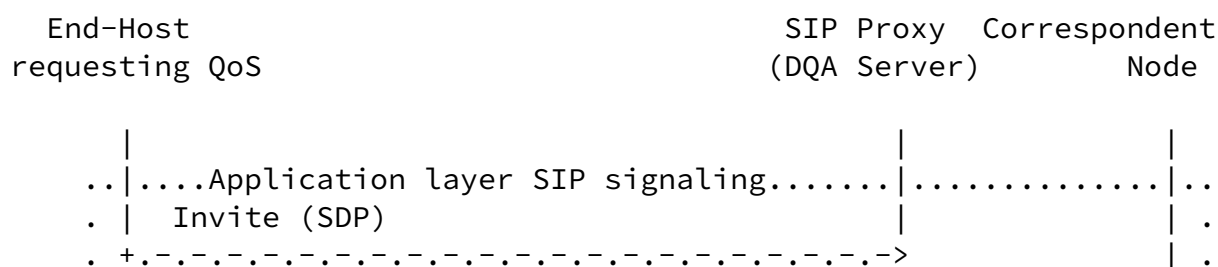 End-Host                                 SIP Proxy  Correspondent
requesting QoS                            (DQA Server)        Node

      |                                          |              |
    ..|....Application layer SIP signaling.......|..............|..
    . |  Invite (SDP)                            |              | .
    . +.-.-.-.-.-.-.-.-.-.-.-.-.-.-.-.-.-.-.-.-.->              | .